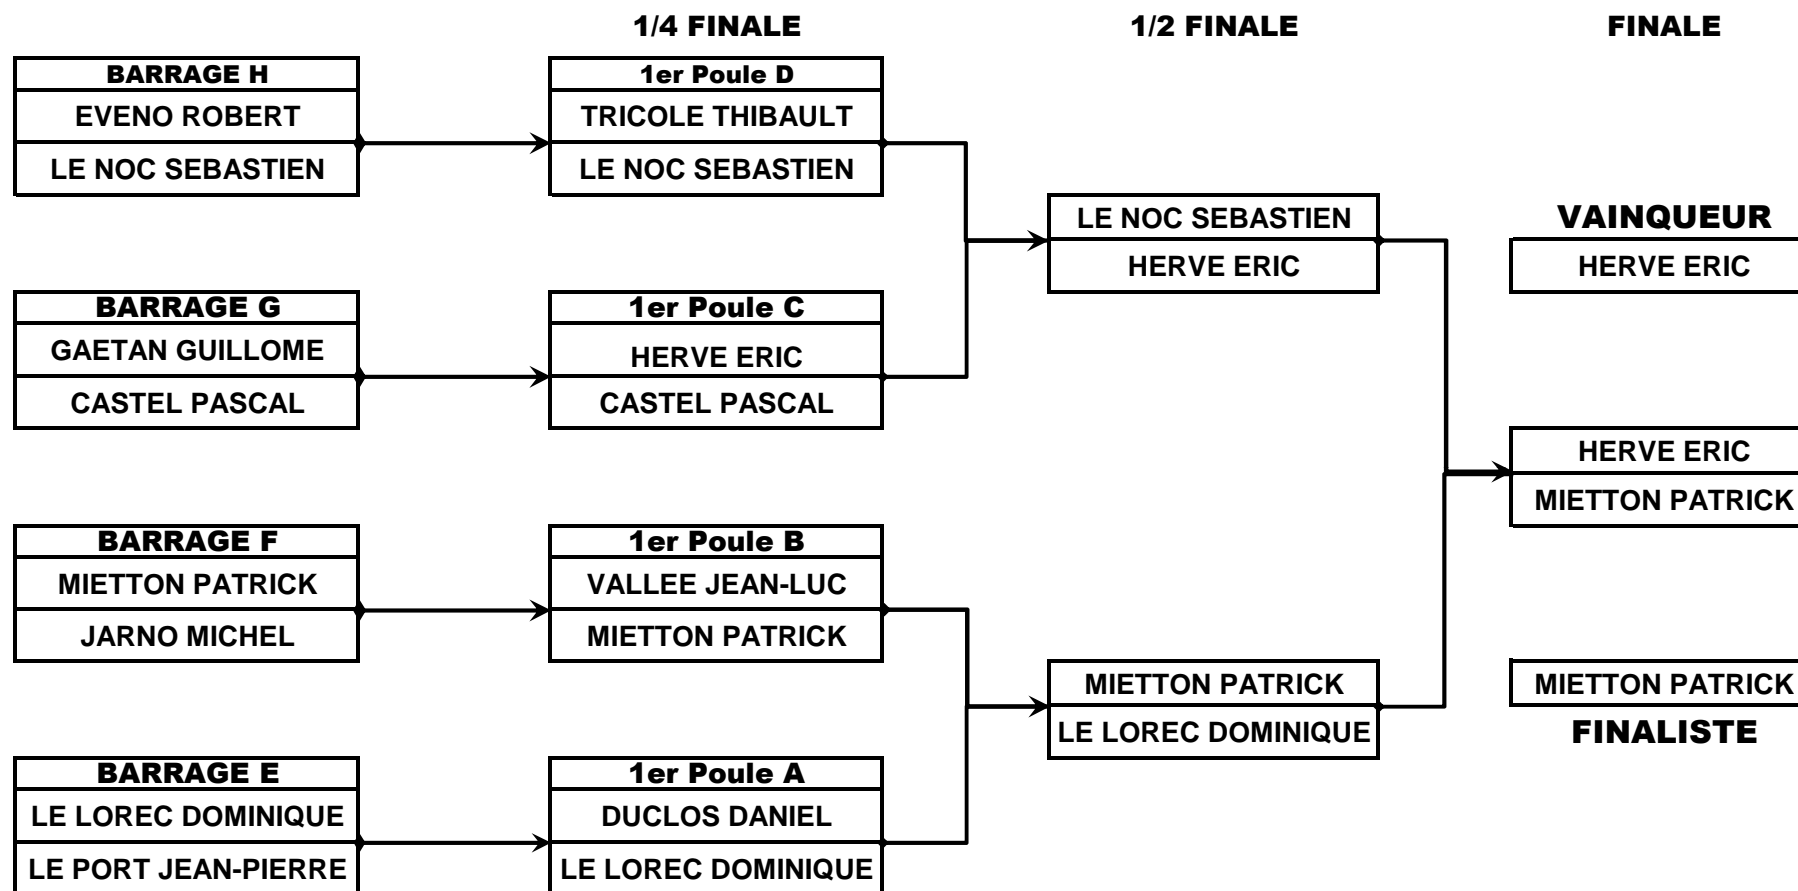 1/4 FINALE
1/2 FINALE
FINALE
BARRAGE H
EVENO ROBERT
LE NOC SEBASTIEN
1er Poule D
TRICOLE THIBAULT
LE NOC SEBASTIEN
LE NOC SEBASTIEN
HERVE ERIC
VAINQUEUR
HERVE ERIC
BARRAGE G
GAETAN GUILLOME
CASTEL PASCAL
1er Poule C
HERVE ERIC
CASTEL PASCAL
HERVE ERIC
MIETTON PATRICK
BARRAGE F
MIETTON PATRICK
JARNO MICHEL
1er Poule B
VALLEE JEAN-LUC
MIETTON PATRICK
MIETTON PATRICK
LE LOREC DOMINIQUE
MIETTON PATRICK
FINALISTE
BARRAGE E
LE LOREC DOMINIQUE
LE PORT JEAN-PIERRE
1er Poule A
DUCLOS DANIEL
LE LOREC DOMINIQUE